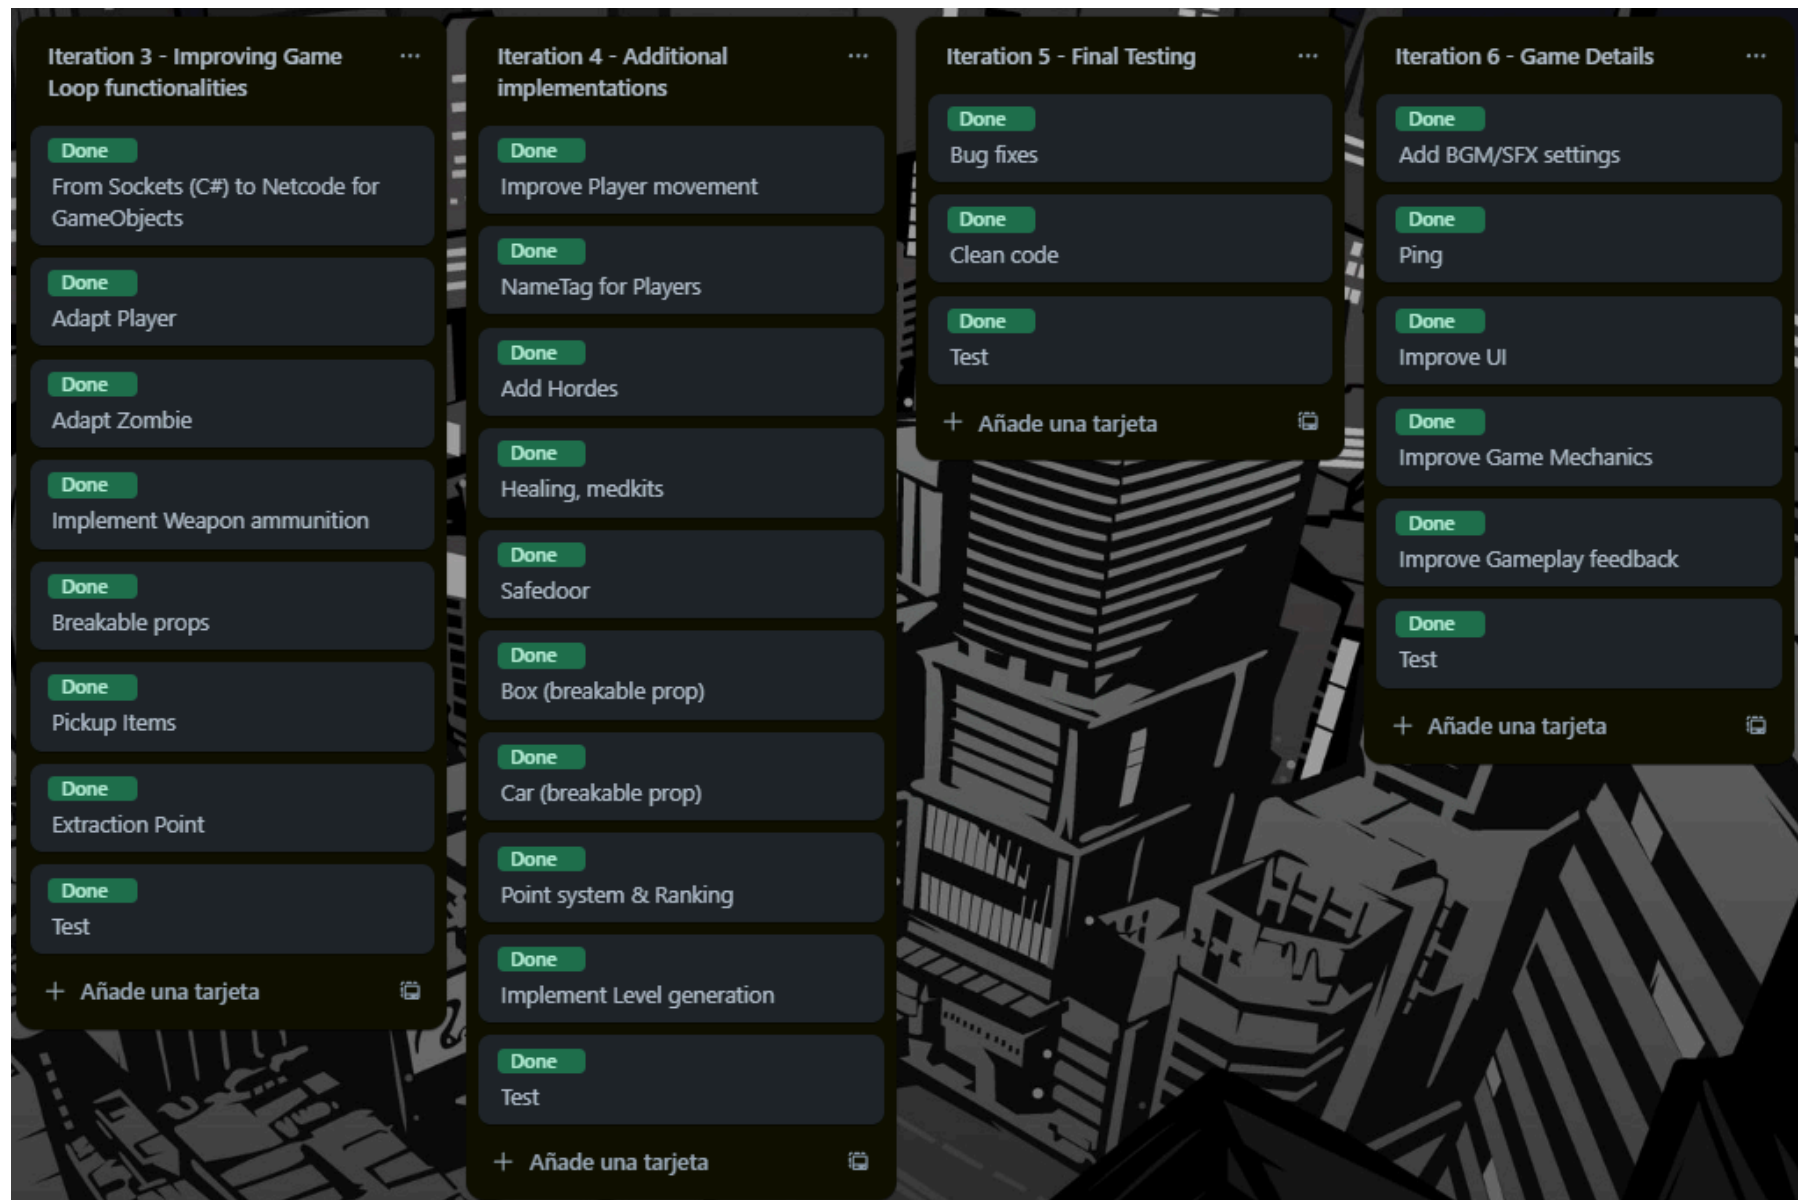 Iteration 3 - Improving Game
Loop functionalities
Done
From Sockets (C#) to Netcode for
GameObjects
Done
Adapt Player
Done
Adapt Zombie
Done
Implement Weapon ammunition
Done
Breakable props
Done
Pickup Items
Done
Extraction Point
Done
Test
+ Añade una tarjeta
Iteration 4 - Additional
implementations
Done
Improve Player movement
Done
NameTag for Players
Done
Add Hordes
Done
Healing, medkits
Done
Safedoor
Done
Box (breakable prop)
Done
Car (breakable prop)
Done
Point system & Ranking
Done
Implement Level generation
Done
Test
+ Añade una tarjeta
Iteration 5 - Final Testing
Done
Bug fixes
Done
Clean code
Done
Test
+ Añade una tarjeta
Iteration 6 - Game Details
Done
Add BGM/SFX settings
Done
Ping
Done
Improve UI
Done
Improve Game Mechanics
Done
Improve Gameplay feedback
Done
Test
+ Añade una tarjeta